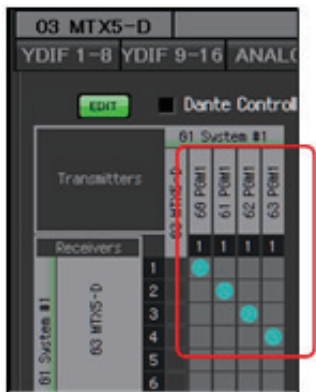 03 MTX5-D
YDIF 1-8 YDIF 9-16 ANALO
EDIT Dante Control
01 System #1
Transmitters
03 MTX5-D
60 PGM1
61 PGM1
62 PGM1
63 PGM1
Receivers
1 1 1 1
01 System #1
03 MTX5-D
1
2
3
4
5
6